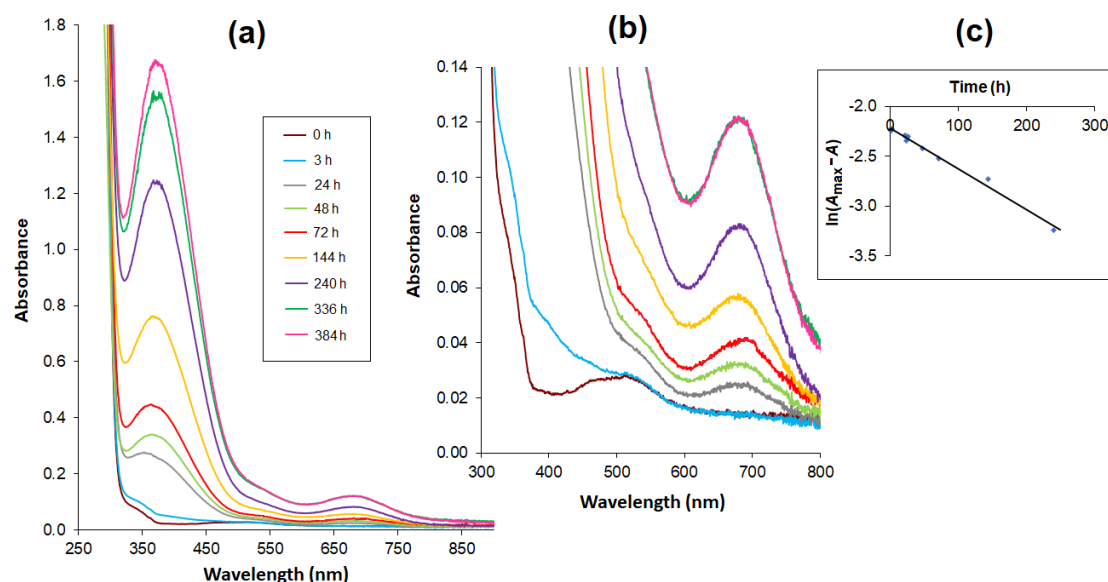 (a)
1.8
1.6
1.4
1.2
1.0
0.8
0.6
0.4
0.2
0.0
Absorbance
250 350 450 550 650 750 850
Wavelength (nm)
0 h
3 h
24 h
48 h
72 h
144 h
240 h
336 h
384 h
(b)
0.14
0.12
0.10
0.08
0.06
0.04
0.02
0.00
Absorbance
300 400 500 600 700 800
Wavelength (nm)
(c)
Time (h)
0 100 200 300
-2.0
-2.5
-3.0
-3.5
ln(Amax−A)